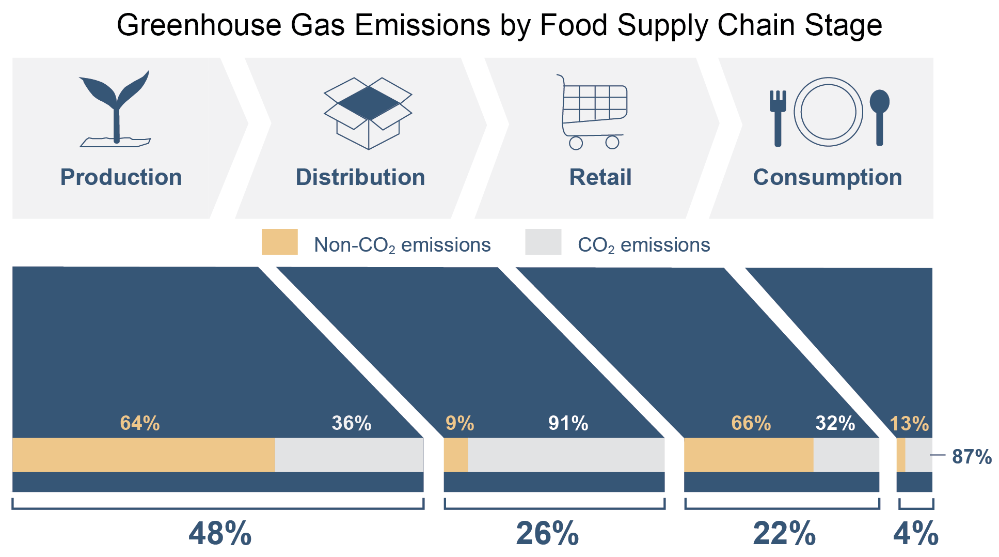 Greenhouse Gas Emissions by Food Supply Chain Stage
Production
Distribution
Retail
Consumption
Non-CO₂ emissions
CO₂ emissions
64%
36%
9%
91%
66%
32%
13%
87%
48%
26%
22%
4%